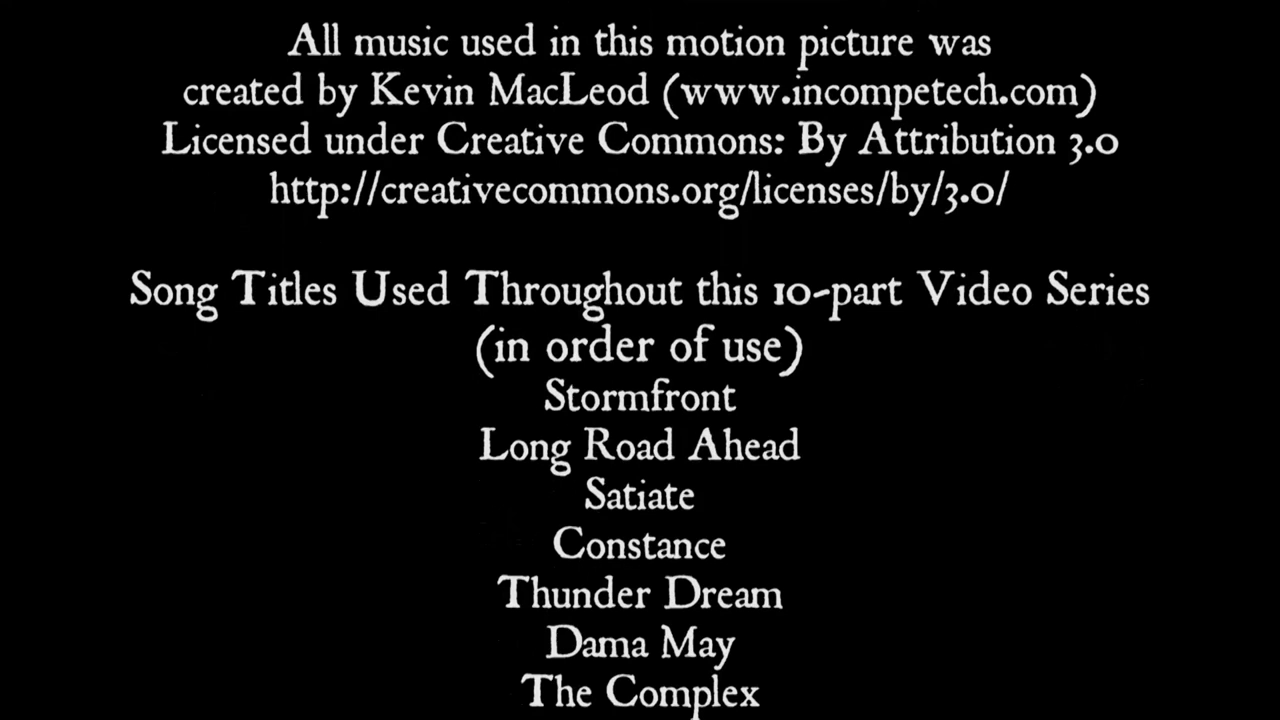 All music used in this motion picture was
created by Kevin MacLeod (www.incompetech.com)
Licensed under Creative Commons: By Attribution 3.0
http://creativecommons.org/licenses/by/3.0/
Song Titles Used Throughout this 10-part Video Series
(in order of use)
Stormfront
Long Road Ahead
Satiate
Constance
Thunder Dream
Dama May
The Complex